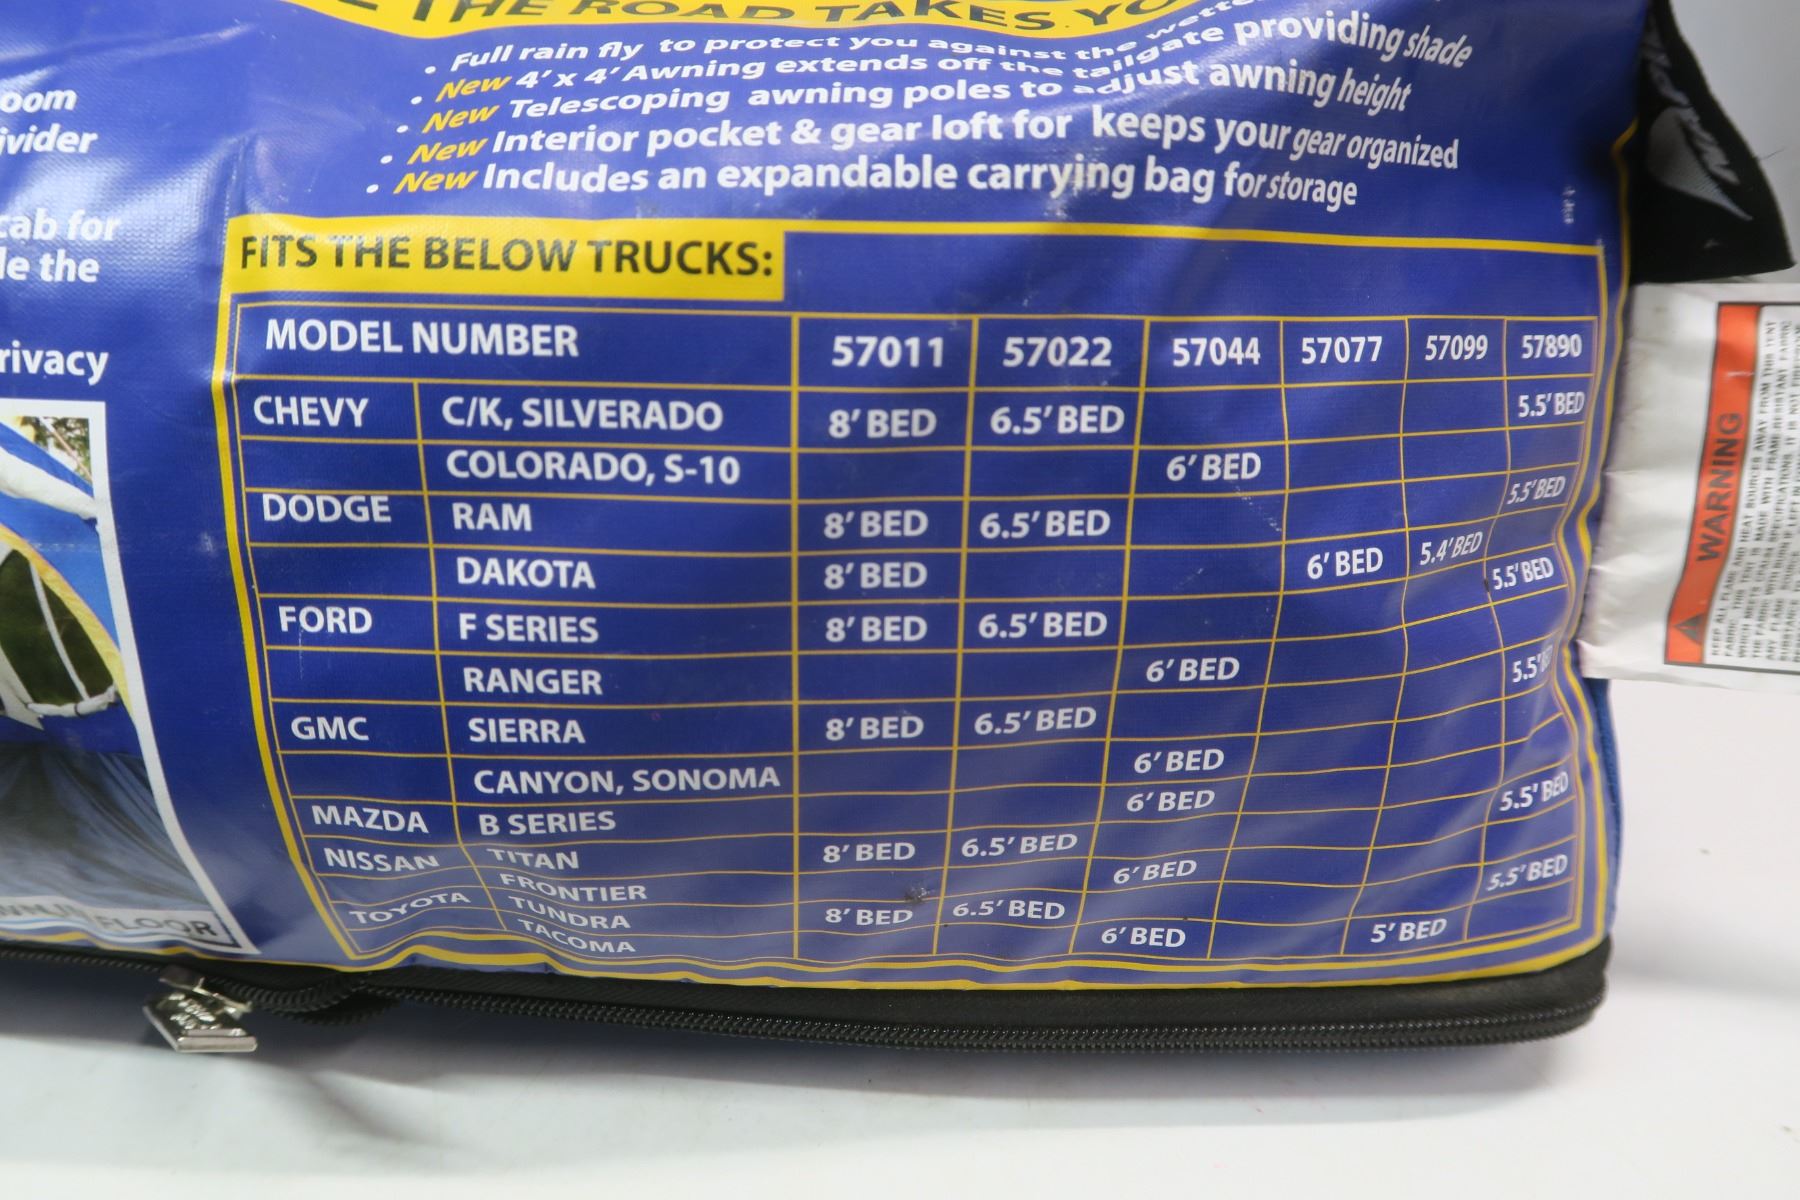 THE ROAD TAKES
• Full rain fly to protect you against the
• New 4' x 4' Awning extends off the tailgate providing shade
• New Telescoping awning poles to adjust awning height
• New Interior pocket & gear loft for keeps your gear organized
• New Includes an expandable carrying bag for storage
cab for
the
FLOOR
FITS THE BELOW TRUCKS:
MODEL NUMBER 57011 57022 57044 57077 57099 57890
CHEVY C/K, SILVERADO 8' BED 6.5' BED 5.5' BED
COLORADO, S-10 6' BED
DODGE RAM 8' BED 6.5' BED 5.5' BED
DAKOTA 8' BED 6' BED 5.4' BED
FORD F SERIES 8' BED 6.5' BED 5.5' BED
RANGER 6' BED
GMC SIERRA 8' BED 6.5' BED 5.5'
CANYON, SONOMA 6' BED
MAZDA B SERIES 6' BED
NISSAN TITAN 8' BED 6.5' BED 5.5' BED
FRONTIER 6' BED
TOYOTA TUNDRA 8' BED 6.5' BED 5.5' BED
TACOMA 6' BED 5' BED
WARNING